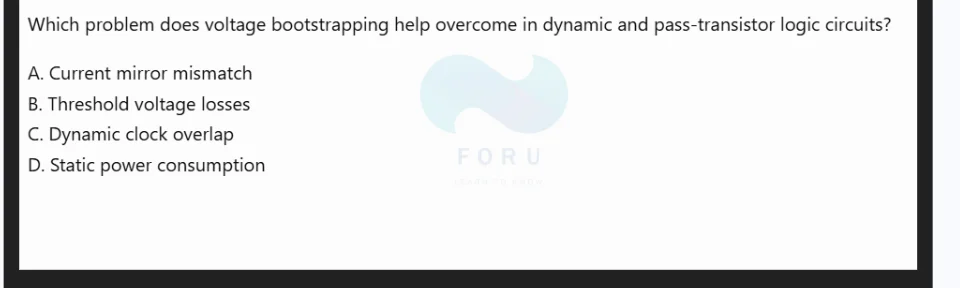 Which problem does voltage bootstrapping help overcome in dynamic and pass-transistor logic circuits?
A. Current mirror mismatch
B. Threshold voltage losses
C. Dynamic clock overlap
D. Static power consumption
FORU